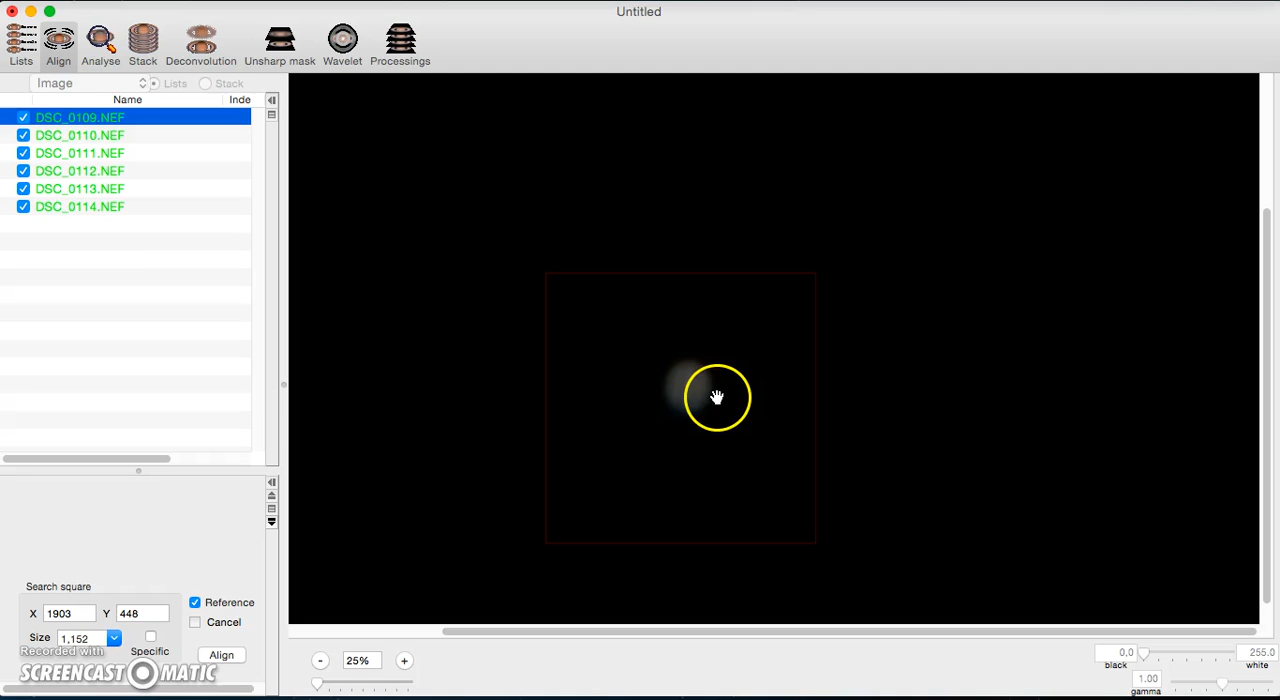 Untitled
Lists Align Analyse Stack Deconvolution Unsharp mask Wavelet Processings
Image Lists Stack
Name Inde
DSC_0109.NEF
DSC_0110.NEF
DSC_0111.NEF
DSC_0112.NEF
DSC_0113.NEF
DSC_0114.NEF
Search square
X 1903 Y 448 Reference
Cancel
Size 1,152
Specific Align
Recorded with
SCREENCAST-O-MATIC
- 25% +
0,0 255.0
black white
1.00
gamma